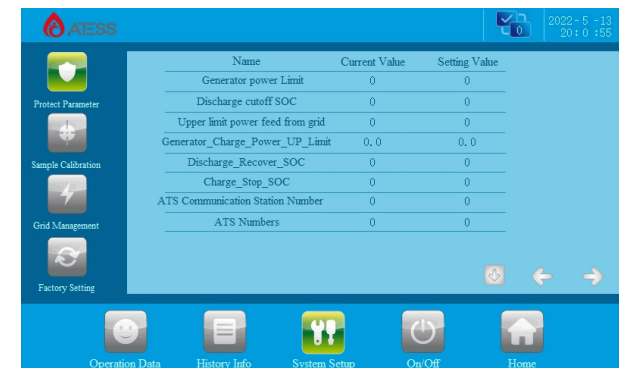 ATESS
0
2022-5-13
20:0:55
Name Current Value Setting Value
Generator power Limit 0 0
Discharge cutoff SOC 0 0
Upper limit power feed from grid 0 0
Generator_Charge_Power_UP_Limit 0.0 0.0
Discharge_Recover_SOC 0 0
Charge_Stop_SOC 0 0
ATS Communication Station Number 0 0
ATS Numbers 0 0
Protect Parameter
Sample Calibration
Grid Management
Factory Setting
Operation Data History Info System Setup On/Off Home